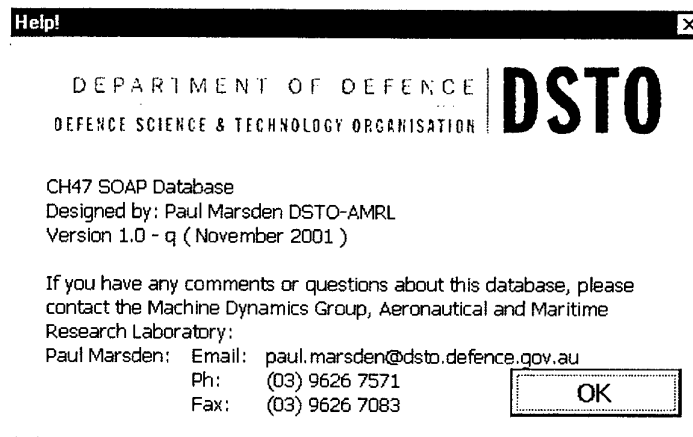 Help!
DEPARTMENT OF DEFENCE
DEFENCE SCIENCE & TECHNOLOGY ORGANISATION
DSTO
CH47 SOAP Database
Designed by: Paul Marsden DSTO-AMRL
Version 1.0 - q ( November 2001 )
If you have any comments or questions about this database, please
contact the Machine Dynamics Group, Aeronautical and Maritime
Research Laboratory:
Paul Marsden: Email: paul.marsden@dsto.defence.gov.au
Ph: (03) 9626 7571
Fax: (03) 9626 7083
OK